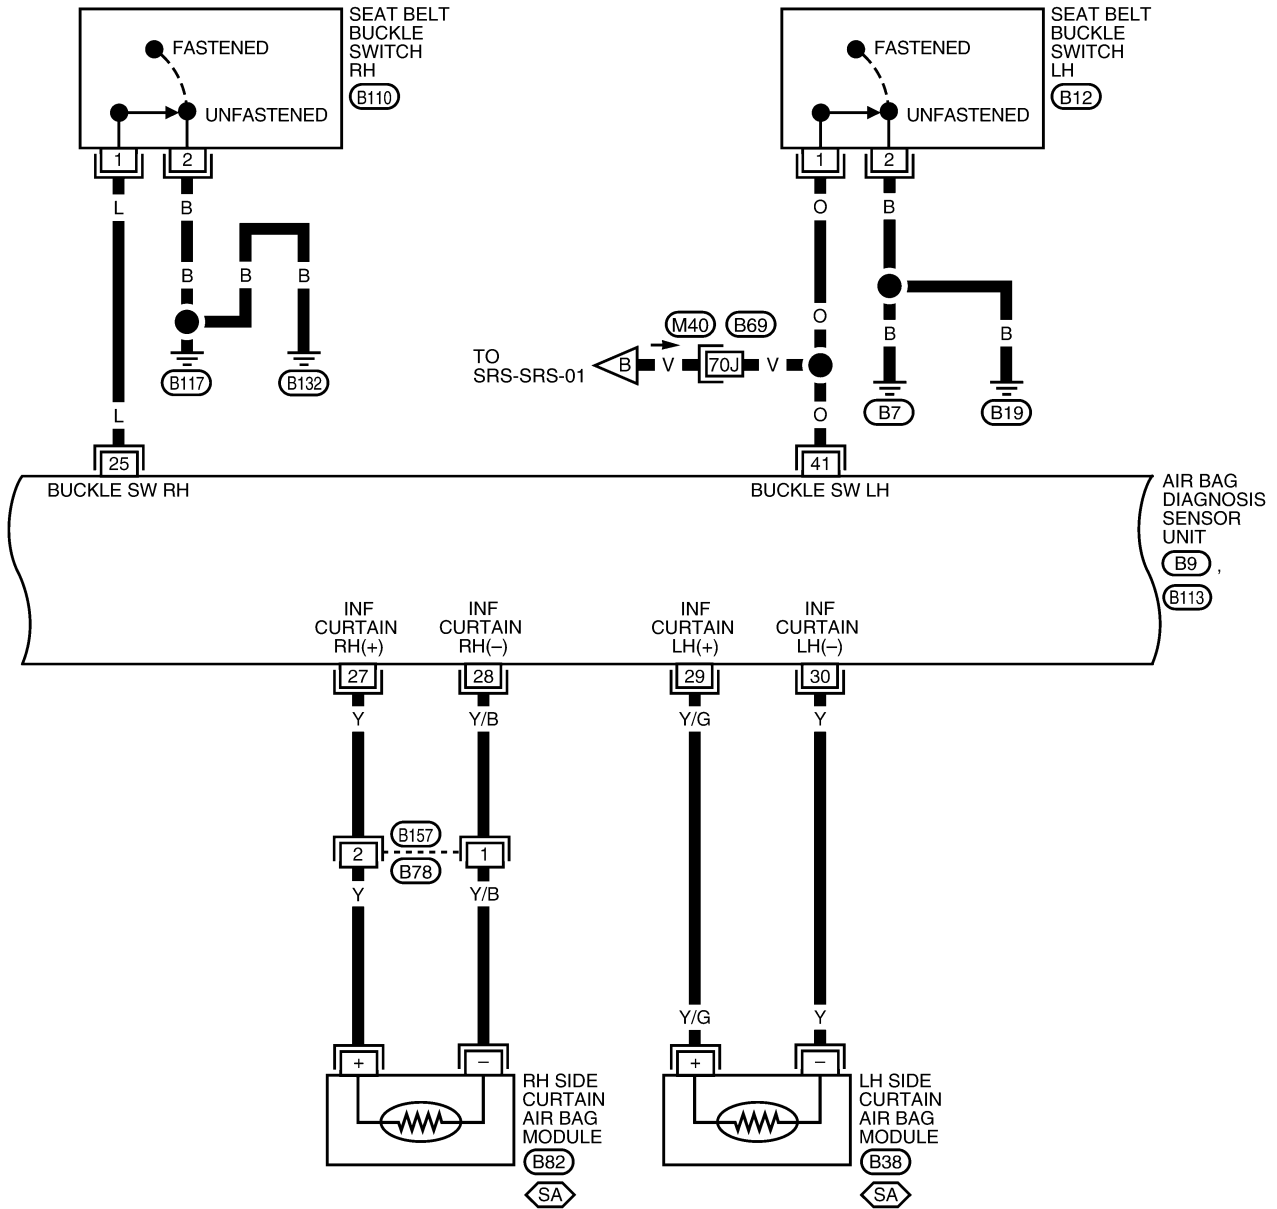 SEAT BELT
BUCKLE
SWITCH
RH
B110
FASTENED
UNFASTENED
1
2
L
B
B
B
B
B117
B132
L
25
BUCKLE SW RH
SEAT BELT
BUCKLE
SWITCH
LH
B12
FASTENED
UNFASTENED
1
2
O
B
O
B
B
M40
B69
TO
SRS-SRS-01
B
V
70J
V
O
B7
B19
41
BUCKLE SW LH
AIR BAG
DIAGNOSIS
SENSOR
UNIT
B9 ,
B113
INF
CURTAIN
RH(+)
INF
CURTAIN
RH(–)
INF
CURTAIN
LH(+)
INF
CURTAIN
LH(–)
27
28
29
30
Y
Y/B
Y/G
Y
B157
2
1
B78
Y
Y/B
Y/G
Y
+
–
+
–
RH SIDE
CURTAIN
AIR BAG
MODULE
B82
SA
LH SIDE
CURTAIN
AIR BAG
MODULE
B38
SA